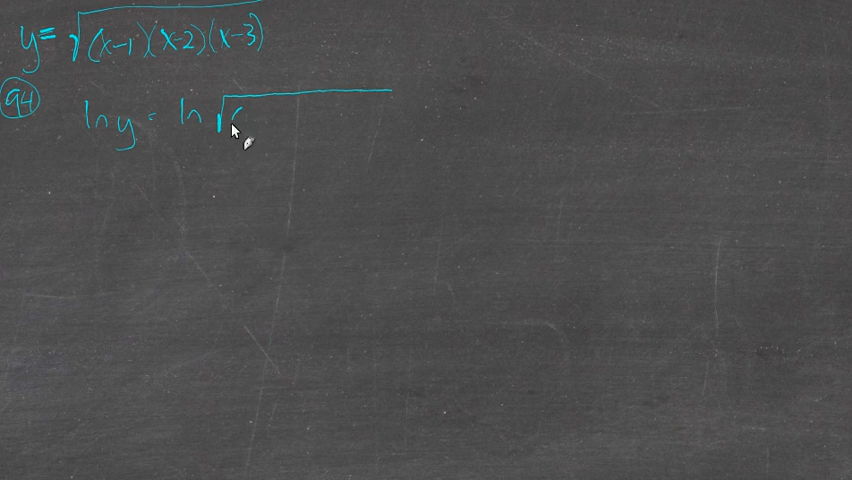 y = √(x-1)(x-2)(x-3)
94
ln y = ln √(